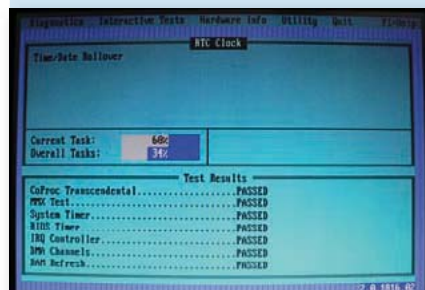 Diagnostics Interactive Tests Hardware Info Utility Quit F1=Help
RTC Clock
Time/Date Rollover
Current Task: 60%
Overall Tasks: 34%
Test Results
CoProc Transcendental..........................PASSED
MMX Test..........................PASSED
System Timer..........................PASSED
BIOS Timer..........................PASSED
IRQ Controller..........................PASSED
DMA Channels..........................PASSED
RAM Refresh..........................PASSED